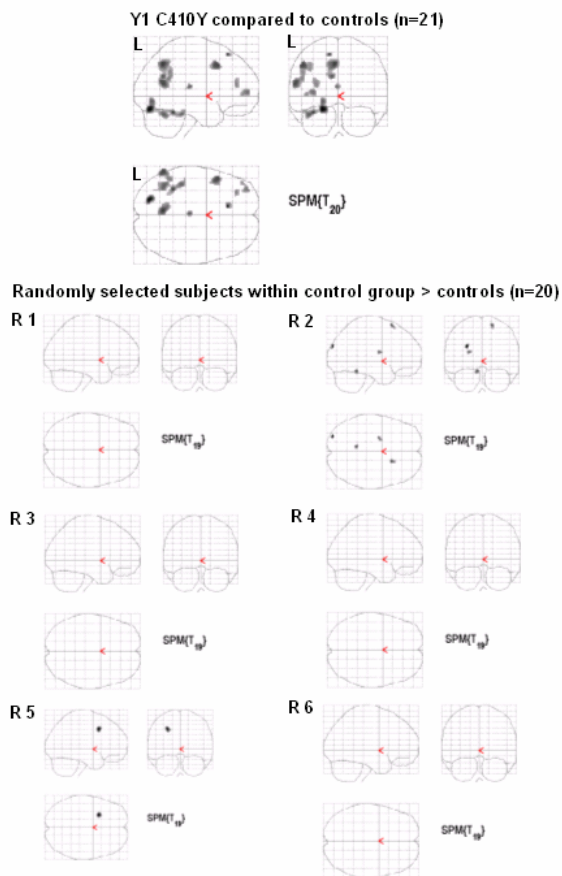 Y1 C410Y compared to controls (n=21)
L
L
L
SPM{T20}
Randomly selected subjects within control group > controls (n=20)
R 1
R 2
SPM{T19}
SPM{T19}
R 3
R 4
SPM{T19}
SPM{T19}
R 5
R 6
SPM{T19}
SPM{T19}